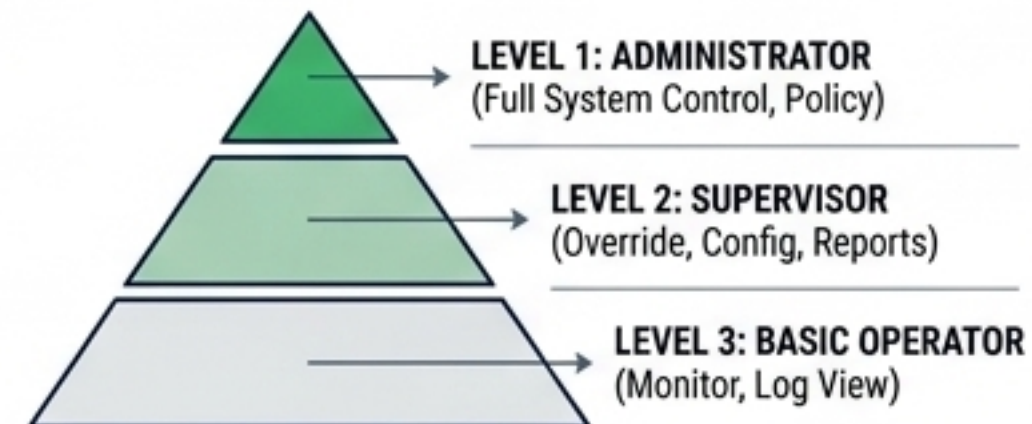 LEVEL 1: ADMINISTRATOR
(Full System Control, Policy)
LEVEL 2: SUPERVISOR
(Override, Config, Reports)
LEVEL 3: BASIC OPERATOR
(Monitor, Log View)